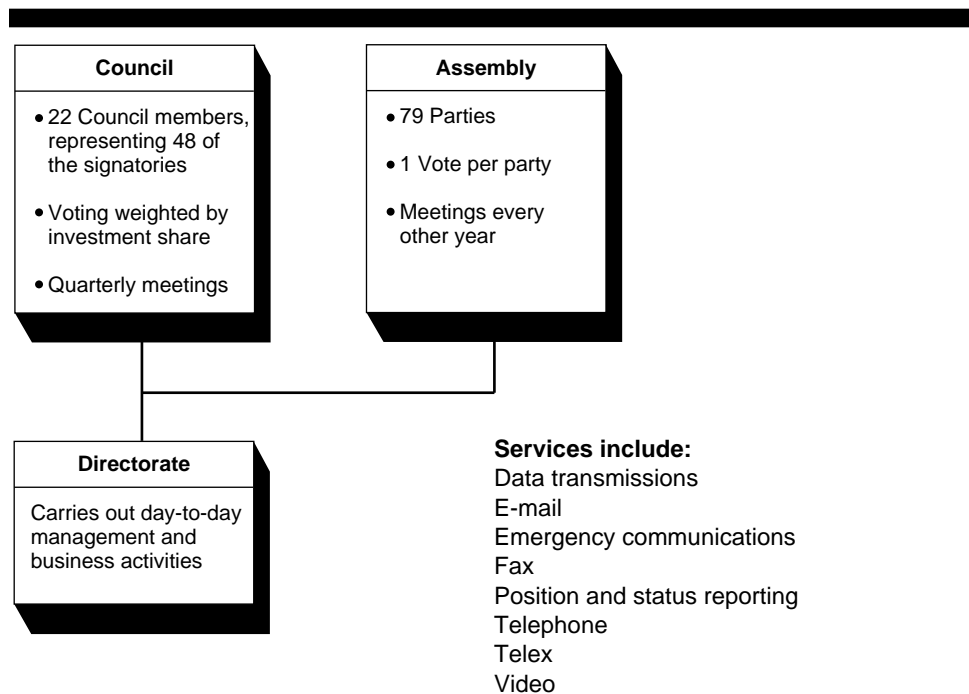 Council
• 22 Council members,
representing 48 of
the signatories
• Voting weighted by
investment share
• Quarterly meetings
Assembly
• 79 Parties
• 1 Vote per party
• Meetings every
other year
Directorate
Carries out day-to-day
management and
business activities
Services include:
Data transmissions
E-mail
Emergency communications
Fax
Position and status reporting
Telephone
Telex
Video